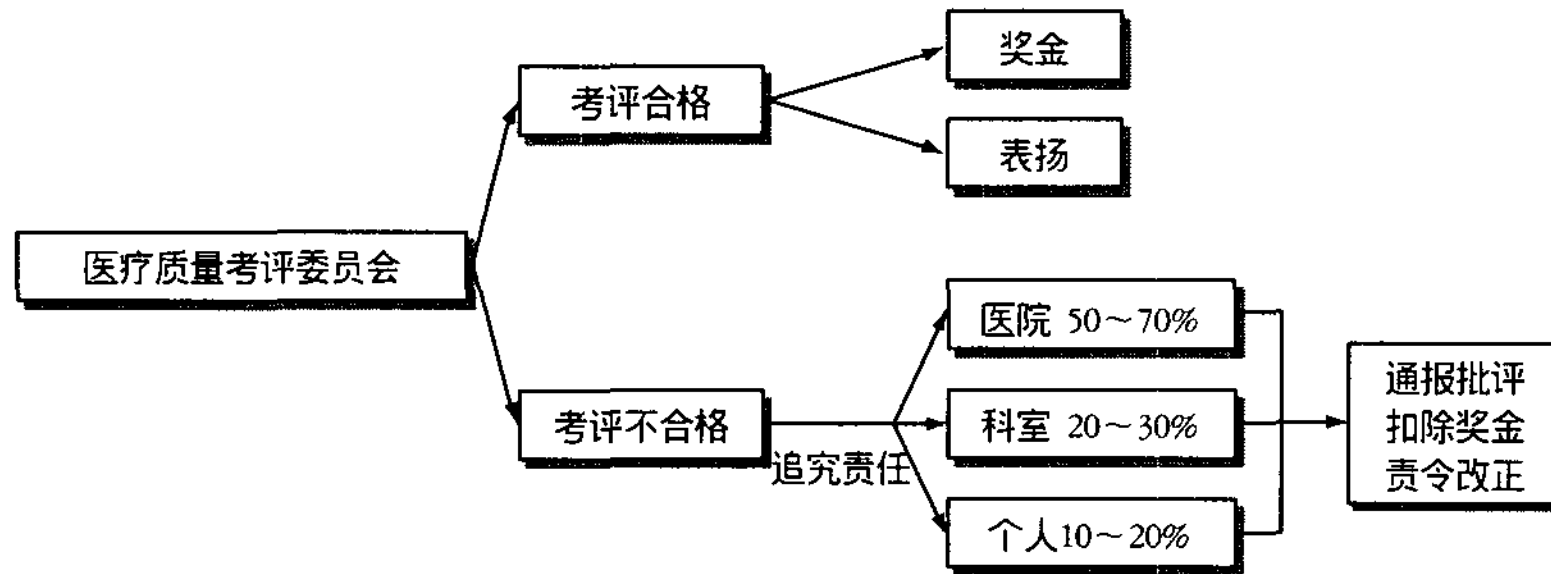 奖金
考评合格
表扬
医疗质量考评委员会
医院 50～70%
考评不合格
追究责任
科室 20～30%
个人10～20%
通报批评
扣除奖金
责令改正